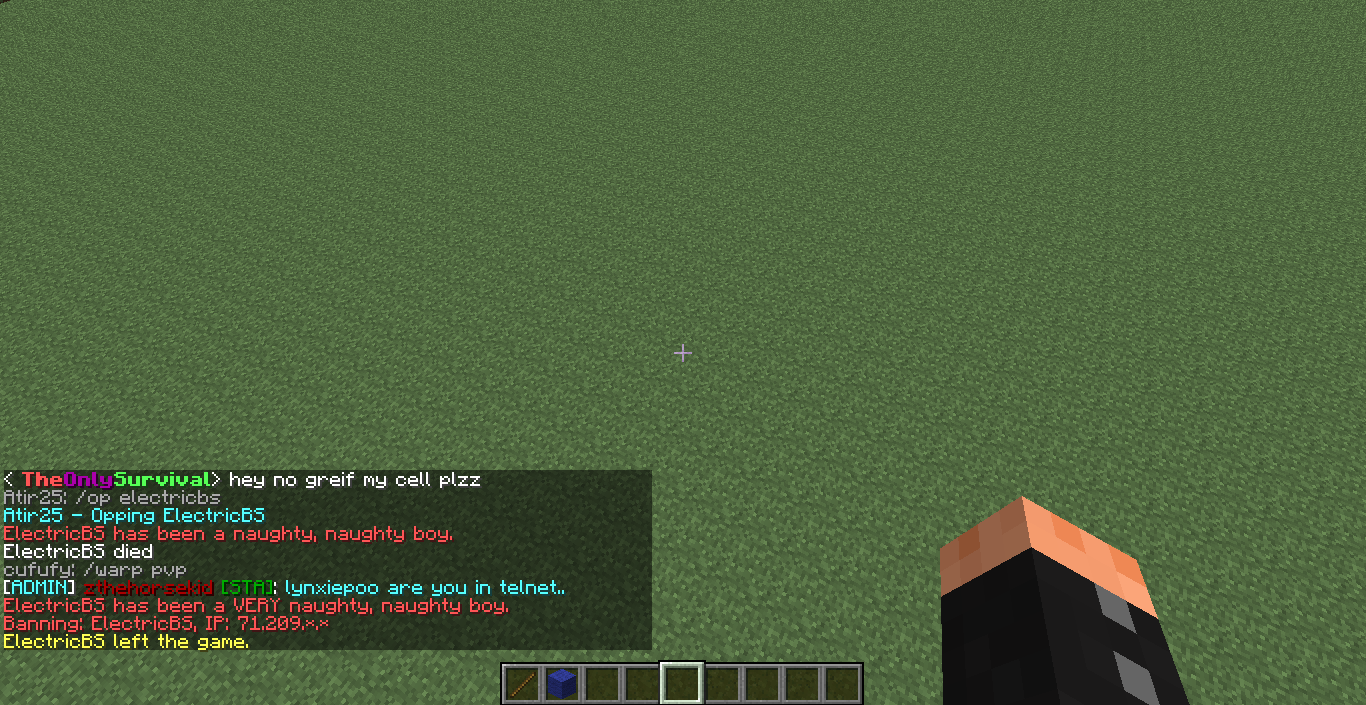 < TheOnlySurvival> hey no greif my cell plzz
Atir25: /op electricbs
Atir25 - Opping ElectricBS
ElectricBS has been a naughty, naughty boy.
ElectricBS died
cufufy: /warp pvp
[ADMIN] zthehorsekid [STA]: lynxiepoo are you in telnet..
ElectricBS has been a VERY naughty, naughty boy.
Banning: ElectricBS, IP: 71.209.*.*
ElectricBS left the game.